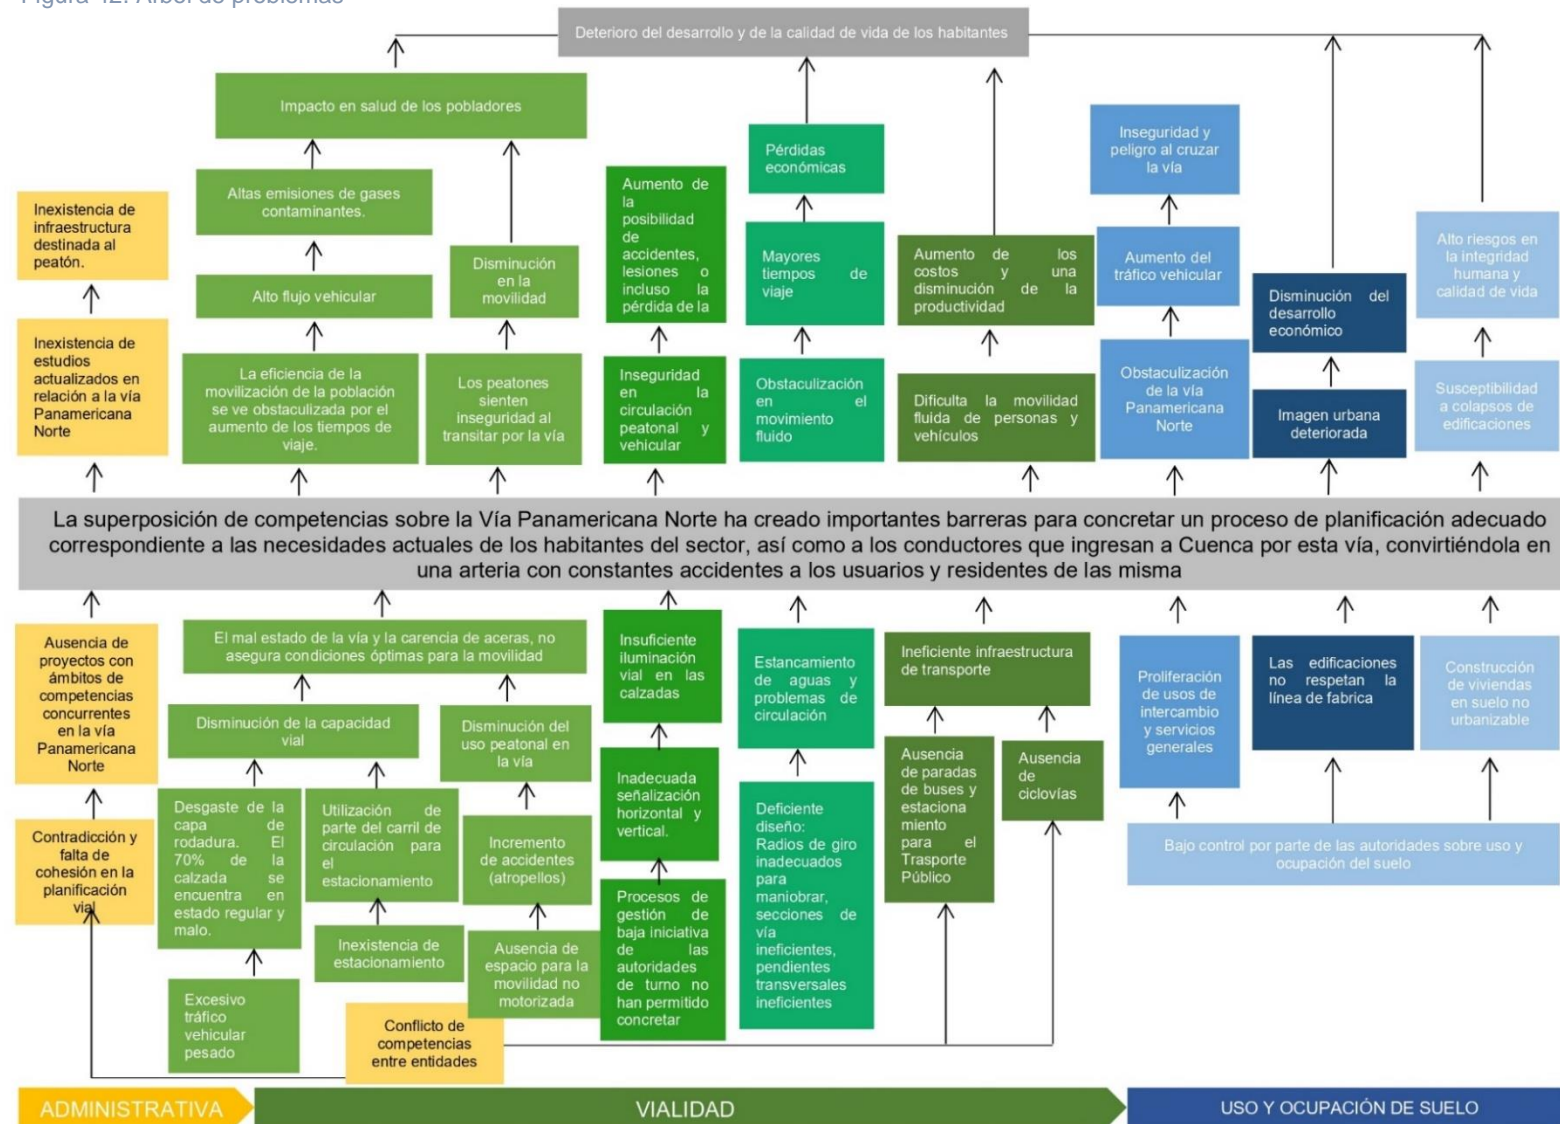 Figura 42. Árbol de problemas
Deterioro del desarrollo y de la calidad de vida de los habitantes
Impacto en salud de los pobladores
Altas emisiones de gases
contaminantes.
Alto flujo vehicular
La eficiencia de la
movilización de la población
se ve obstaculizada por el
aumento de los tiempos de
viaje.
Disminución
en la
movilidad
Los peatones
sienten
inseguridad al
transitar por la vía
Inexistencia de
infraestructura
destinada al
peatón.
Inexistencia de
estudios
actualizados en
relación a la vía
Panamericana
Norte
Aumento de
la
posibilidad
de
accidentes,
lesiones o
incluso la
pérdida de la
Inseguridad
en la
circulación
peatonal y
vehicular
Pérdidas
económicas
Mayores
tiempos de
viaje
Obstaculización
en el
movimiento
fluido
Aumento de los
costos y una
disminución de la
productividad
Dificulta la movilidad
fluida de personas y
vehículos
Inseguridad y
peligro al cruzar
la vía
Aumento del
tráfico vehicular
Obstaculización
de la vía
Panamericana
Norte
Disminución del
desarrollo
económico
Imagen urbana
deteriorada
Alto riesgos en
la integridad
humana y
calidad de vida
Susceptibilidad
a colapsos de
edificaciones
La superposición de competencias sobre la Vía Panamericana Norte ha creado importantes barreras para concretar un proceso de planificación adecuado
correspondiente a las necesidades actuales de los habitantes del sector, así como a los conductores que ingresan a Cuenca por esta vía, convirtiéndola en
una arteria con constantes accidentes a los usuarios y residentes de las misma
Ausencia de
proyectos con
ámbitos de
competencias
concurrentes
en la vía
Panamericana
Norte
Contradicción y
falta de
cohesión en la
planificación
vial
El mal estado de la vía y la carencia de aceras, no
asegura condiciones óptimas para la movilidad
Disminución de la capacidad
vial
Desgaste de la
capa de
rodadura. El
70% de la
calzada se
encuentra en
estado regular y
malo.
Excesivo
tráfico
vehicular
pesado
Utilización de
parte del carril de
circulación para
el
estacionamiento
Inexistencia de
estacionamiento
Disminución del
uso peatonal en
la vía
Incremento
de accidentes
(atropellos)
Ausencia de
espacio para la
movilidad no
motorizada
Conflicto de
competencias
entre entidades
Insuficiente
iluminación
vial en las
calzadas
Inadecuada
señalización
horizontal y
vertical.
Procesos de
gestión de
baja iniciativa
de las
autoridades
de turno no
han permitido
concretar
Estancamiento
de aguas y
problemas de
circulación
Deficiente
diseño:
Radios de giro
inadecuados
para
maniobrar,
secciones de
vía
ineficientes,
pendientes
transversales
ineficientes
Ineficiente infraestructura
de transporte
Ausencia
de paradas
de buses y
estaciona
miento
para el
Trasporte
Público
Ausencia
de
ciclovías
Proliferación
de usos de
intercambio
y servicios
generales
Las edificaciones
no respetan la
línea de fabrica
Construcción
de viviendas
en suelo no
urbanizable
Bajo control por parte de las autoridades sobre uso y
ocupación del suelo
ADMINISTRATIVA
VIALIDAD
USO Y OCUPACIÓN DE SUELO